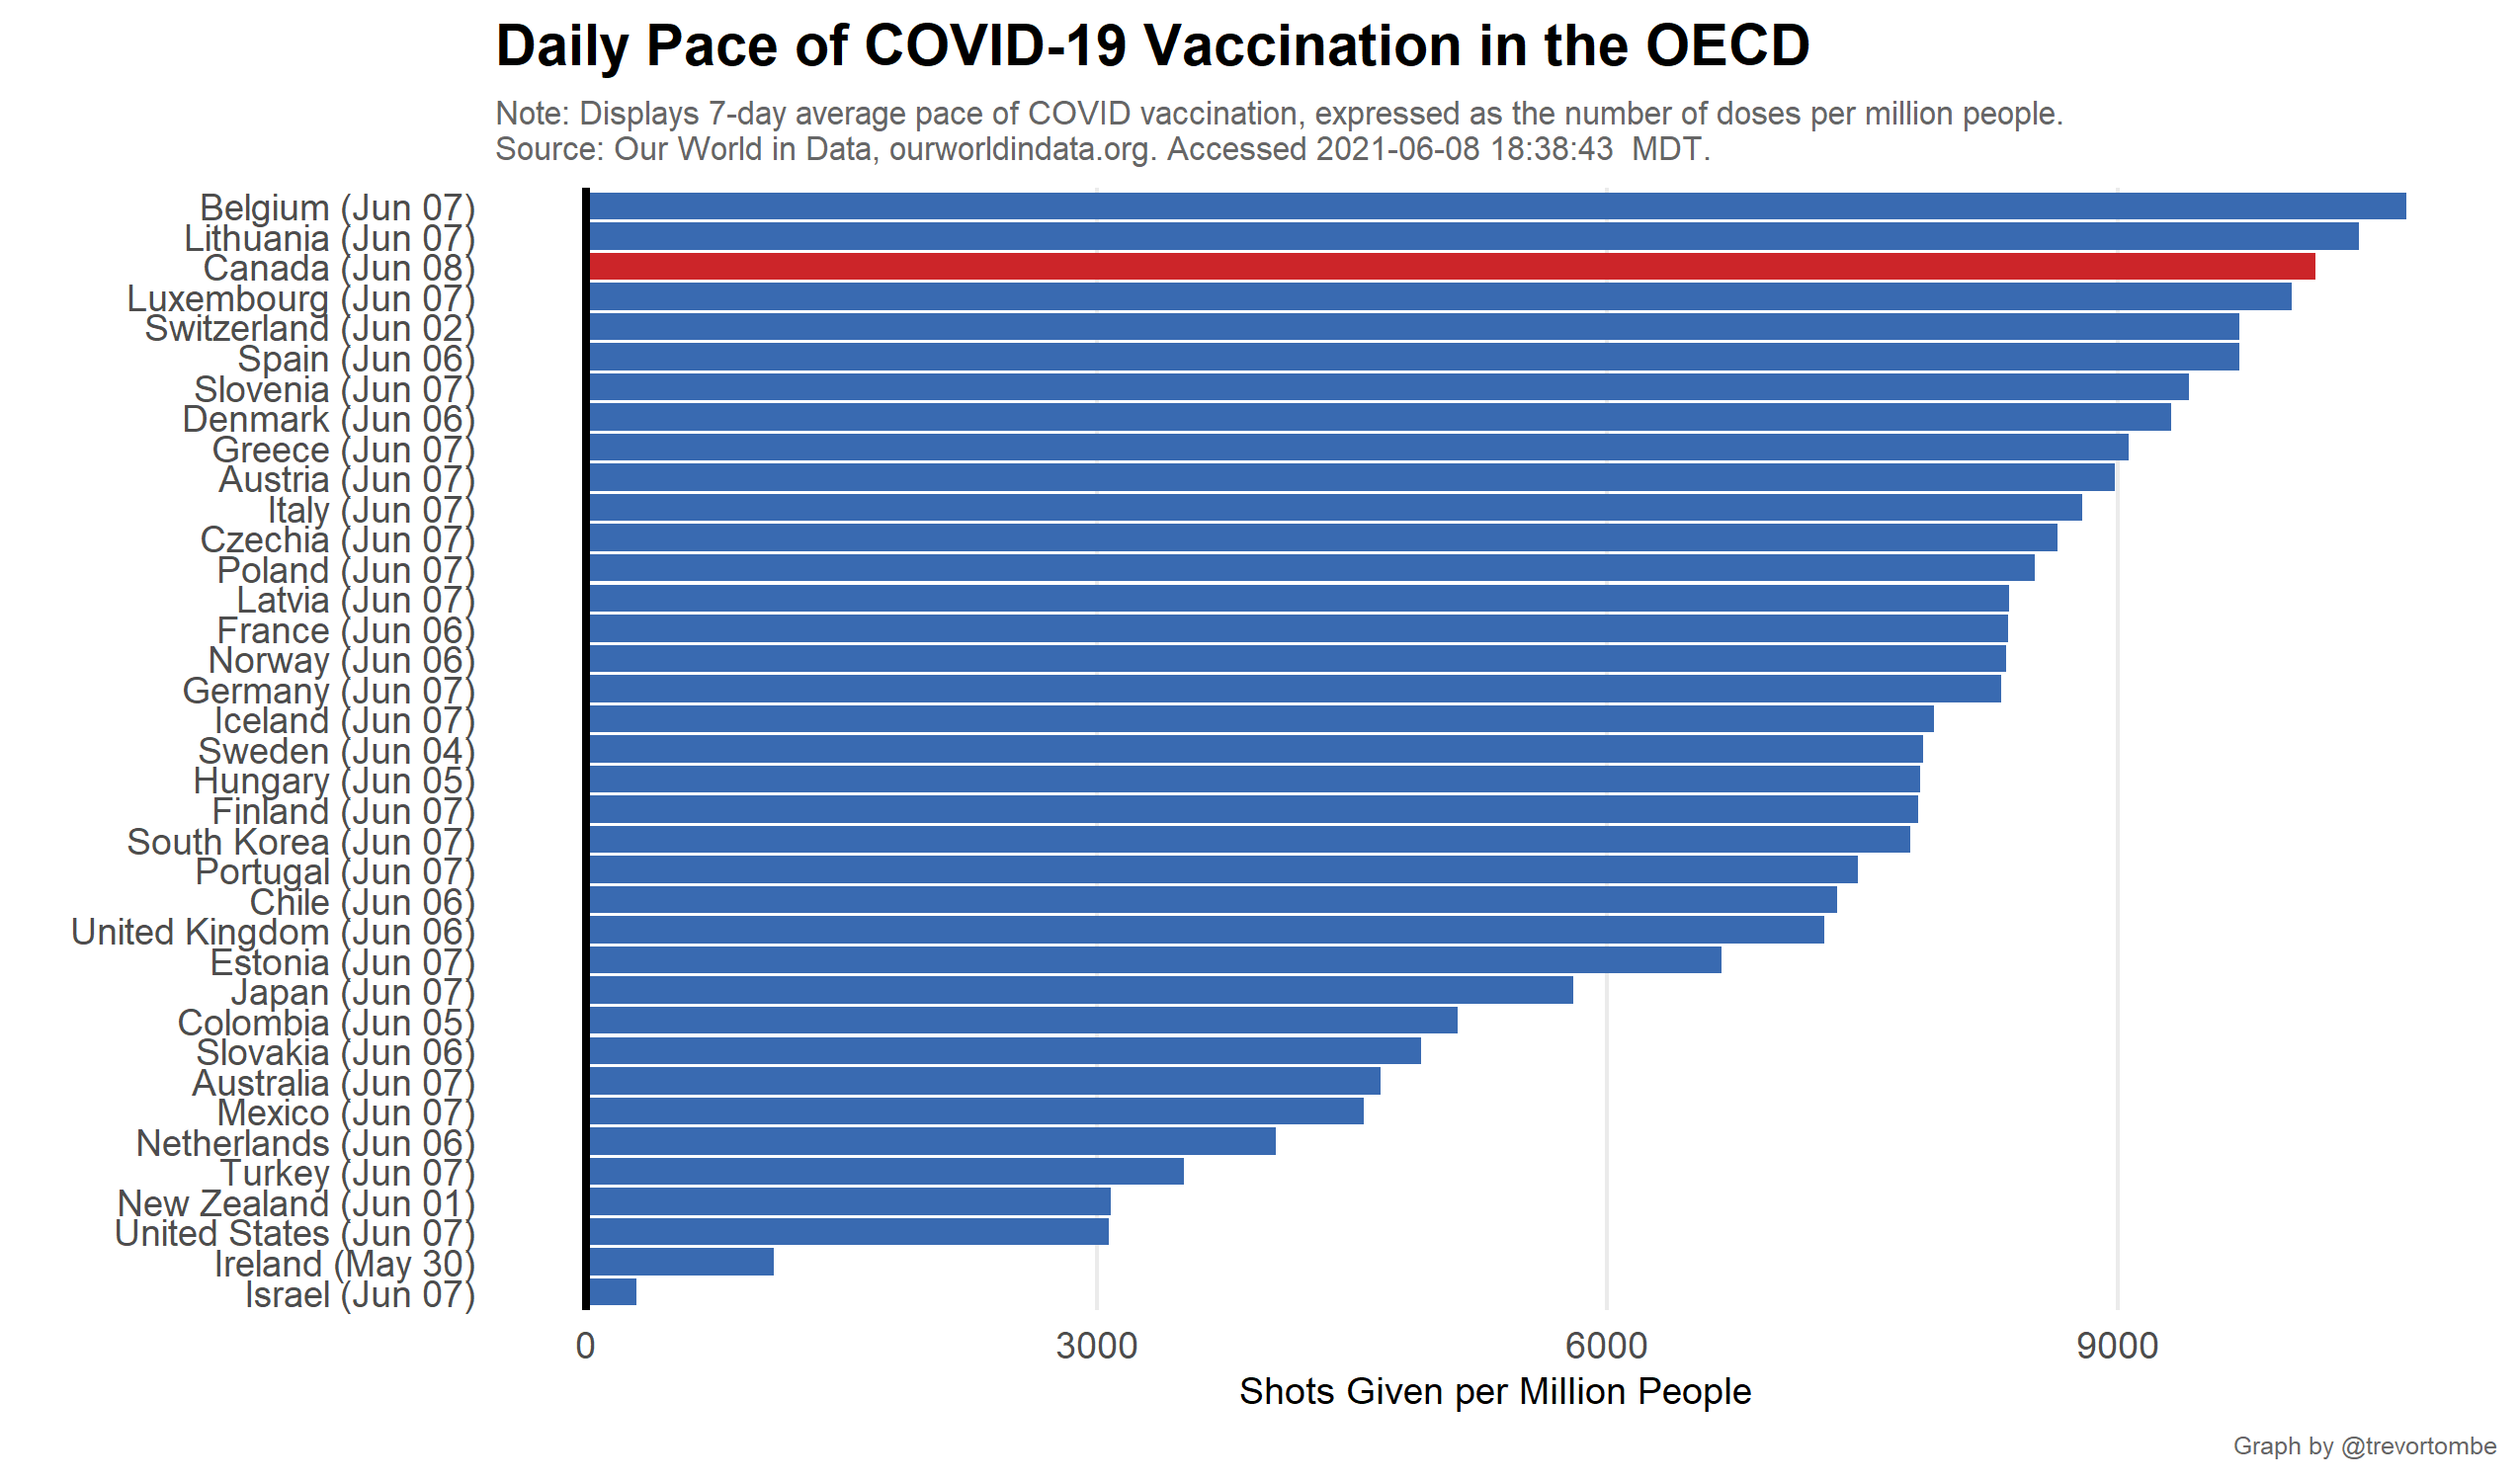 Daily Pace of COVID-19 Vaccination in the OECD
Note: Displays 7-day average pace of COVID vaccination, expressed as the number of doses per million people.
Source: Our World in Data, ourworldindata.org. Accessed 2021-06-08 18:38:43  MDT.
Belgium (Jun 07)
Lithuania (Jun 07)
Canada (Jun 08)
Luxembourg (Jun 07)
Switzerland (Jun 02)
Spain (Jun 06)
Slovenia (Jun 07)
Denmark (Jun 06)
Greece (Jun 07)
Austria (Jun 07)
Italy (Jun 07)
Czechia (Jun 07)
Poland (Jun 07)
Latvia (Jun 07)
France (Jun 06)
Norway (Jun 06)
Germany (Jun 07)
Iceland (Jun 07)
Sweden (Jun 04)
Hungary (Jun 05)
Finland (Jun 07)
South Korea (Jun 07)
Portugal (Jun 07)
Chile (Jun 06)
United Kingdom (Jun 06)
Estonia (Jun 07)
Japan (Jun 07)
Colombia (Jun 05)
Slovakia (Jun 06)
Australia (Jun 07)
Mexico (Jun 07)
Netherlands (Jun 06)
Turkey (Jun 07)
New Zealand (Jun 01)
United States (Jun 07)
Ireland (May 30)
Israel (Jun 07)
0 3000 6000 9000
Shots Given per Million People
Graph by @trevortombe